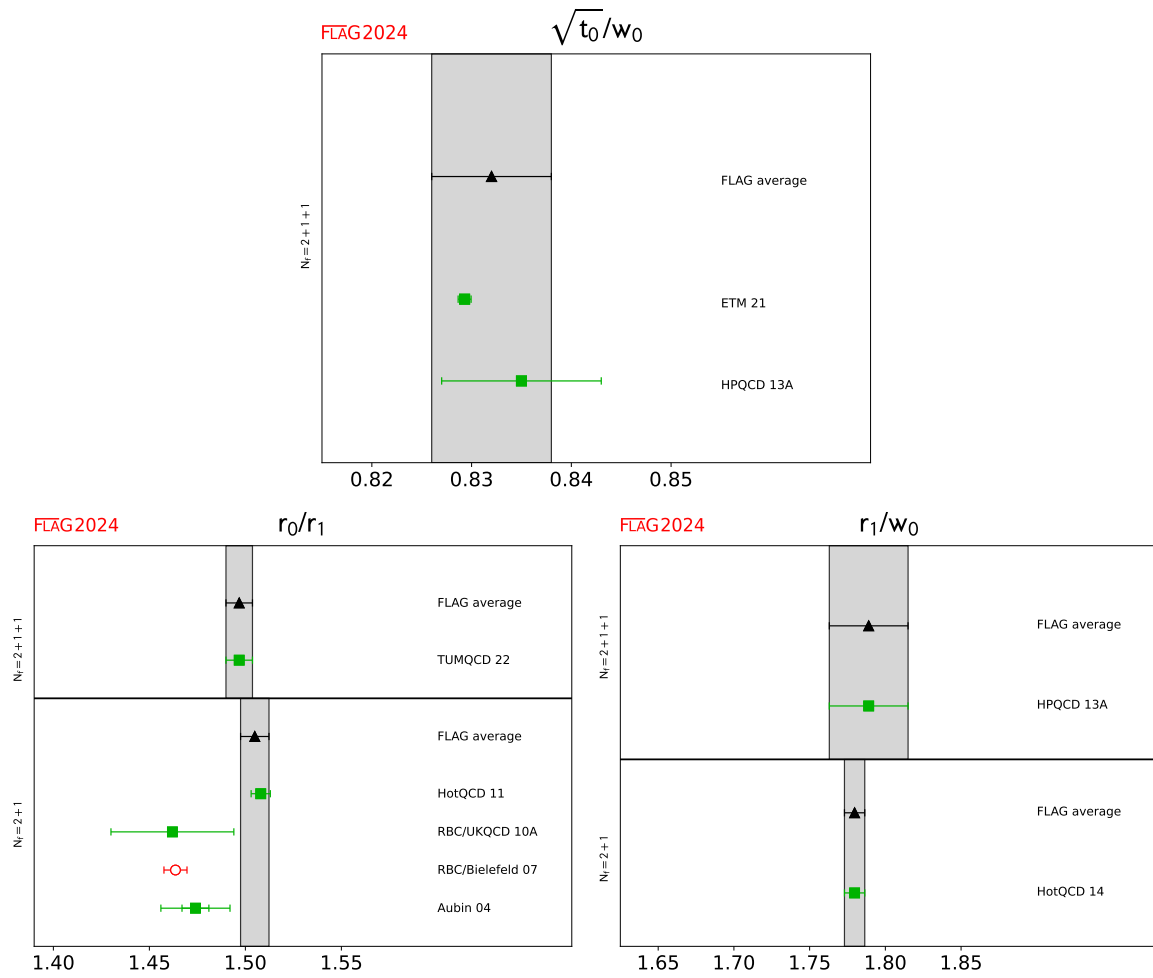 FLAG2024
√t0/w0
Nf=2+1+1
FLAG average
ETM 21
HPQCD 13A
0.82 0.83 0.84 0.85
FLAG2024
r0/r1
Nf=2+1+1
FLAG average
TUMQCD 22
Nf=2+1
FLAG average
HotQCD 11
RBC/UKQCD 10A
RBC/Bielefeld 07
Aubin 04
1.40 1.45 1.50 1.55
FLAG2024
r1/w0
Nf=2+1+1
FLAG average
HPQCD 13A
Nf=2+1
FLAG average
HotQCD 14
1.65 1.70 1.75 1.80 1.85